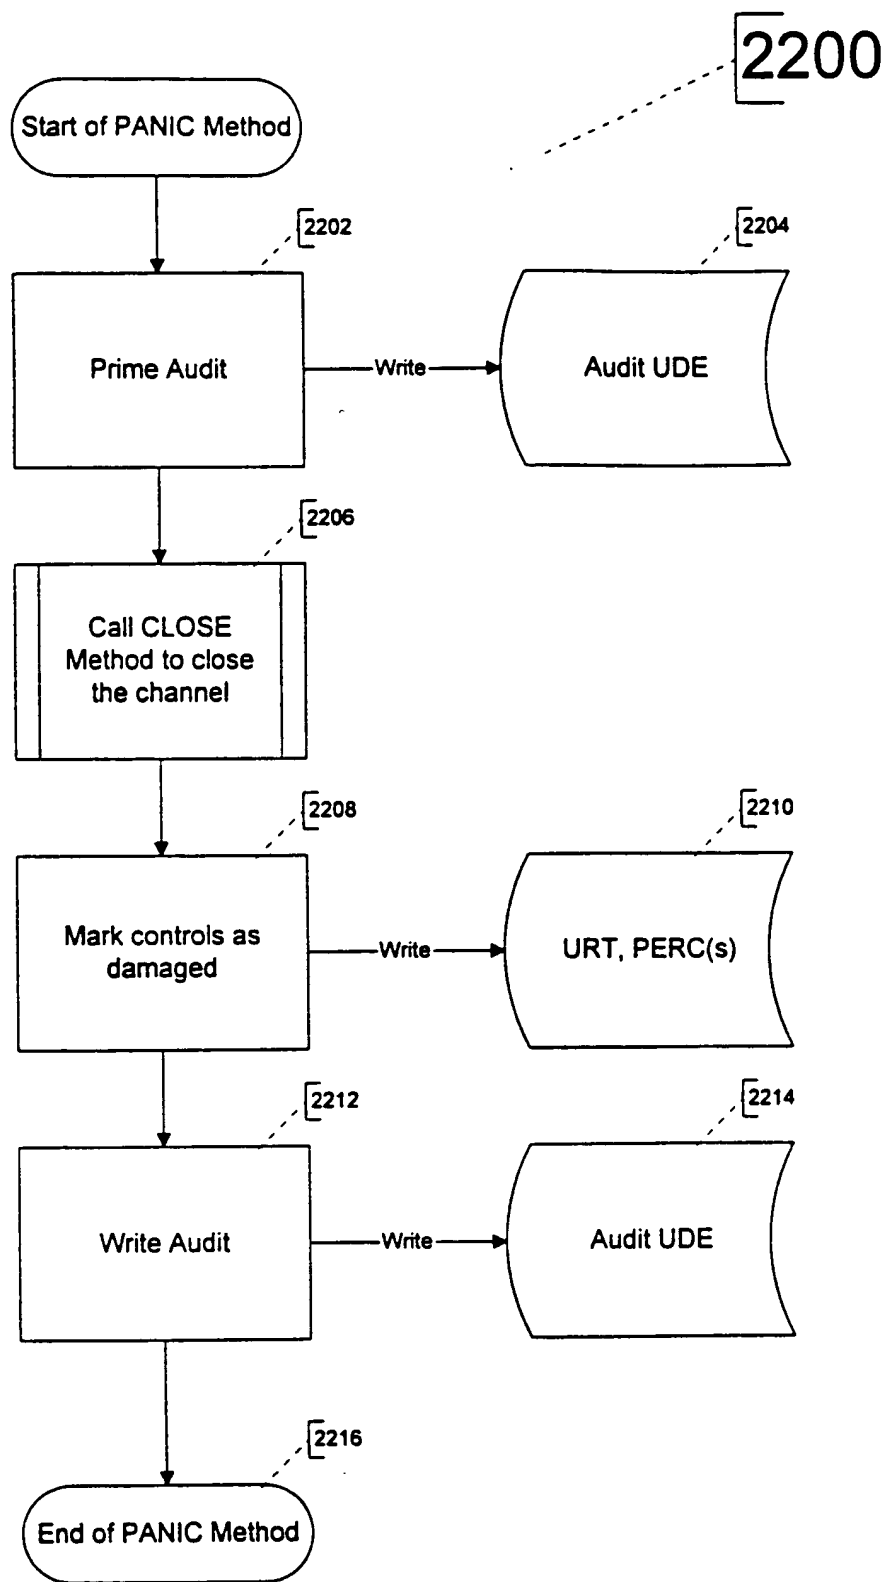 2200
Start of PANIC Method
2202
2204
Prime Audit
Write
Audit UDE
2206
Call CLOSE
Method to close
the channel
2208
2210
Mark controls as
damaged
Write
URT, PERC(s)
2212
2214
Write Audit
Write
Audit UDE
2216
End of PANIC Method